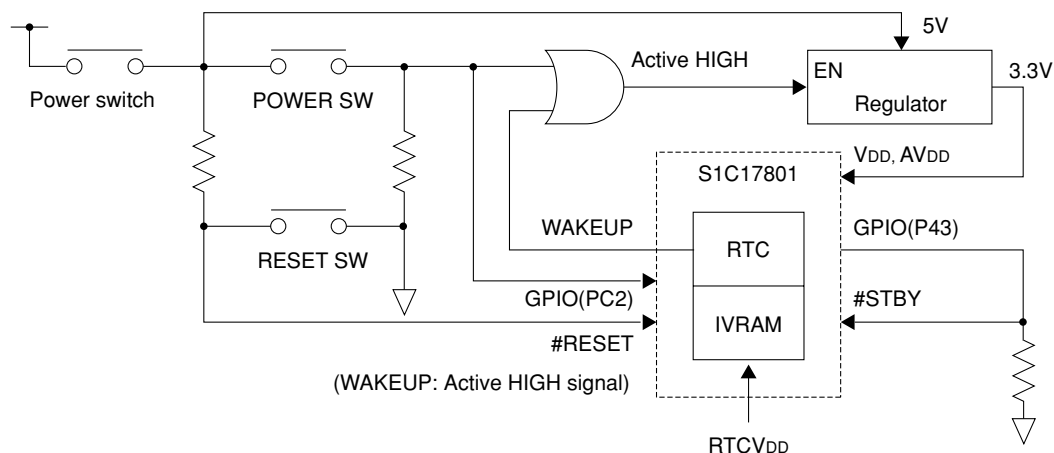 5V
Power switch
POWER SW
Active HIGH
EN
Regulator
3.3V
VDD, AVDD
S1C17801
RESET SW
WAKEUP
RTC
GPIO(P43)
GPIO(PC2)
IVRAM
#STBY
#RESET
(WAKEUP: Active HIGH signal)
RTCVDD